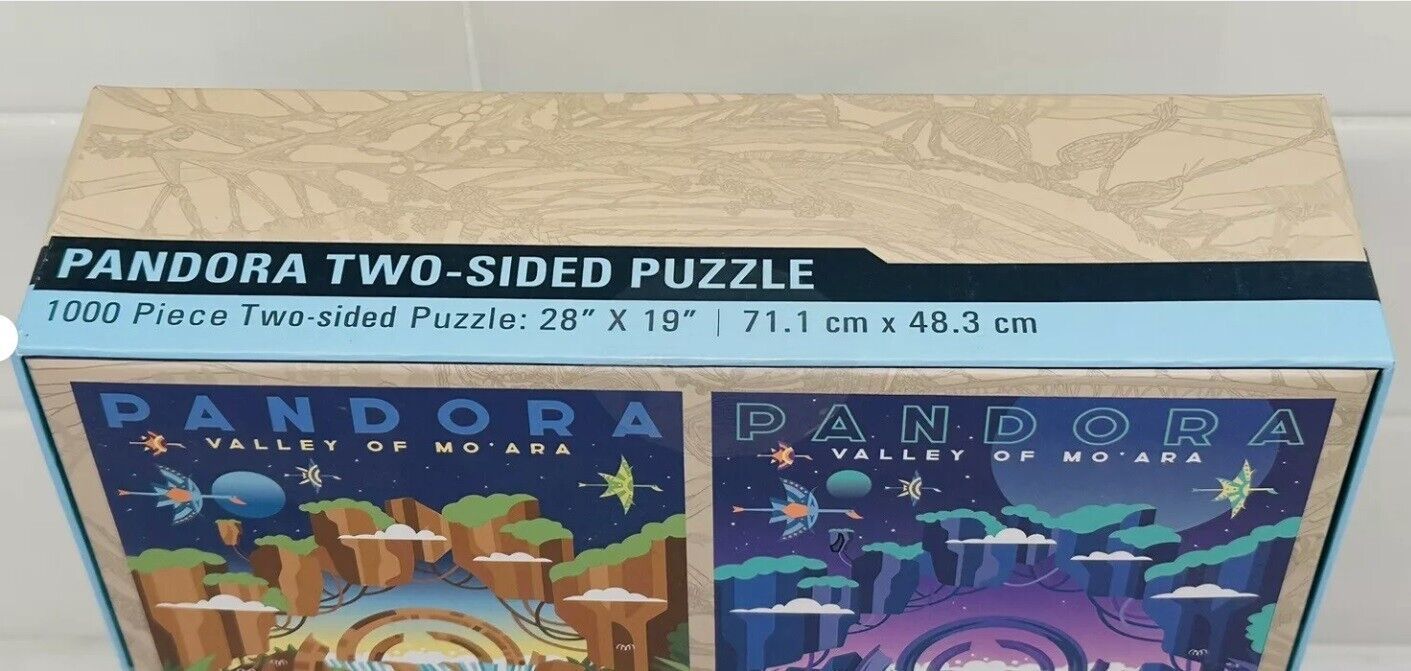 PANDORA TWO-SIDED PUZZLE
1000 Piece Two-sided Puzzle: 28” X 19” | 71.1 cm x 48.3 cm
PANDORA
VALLEY OF MO'ARA
PANDORA
VALLEY OF MO'ARA